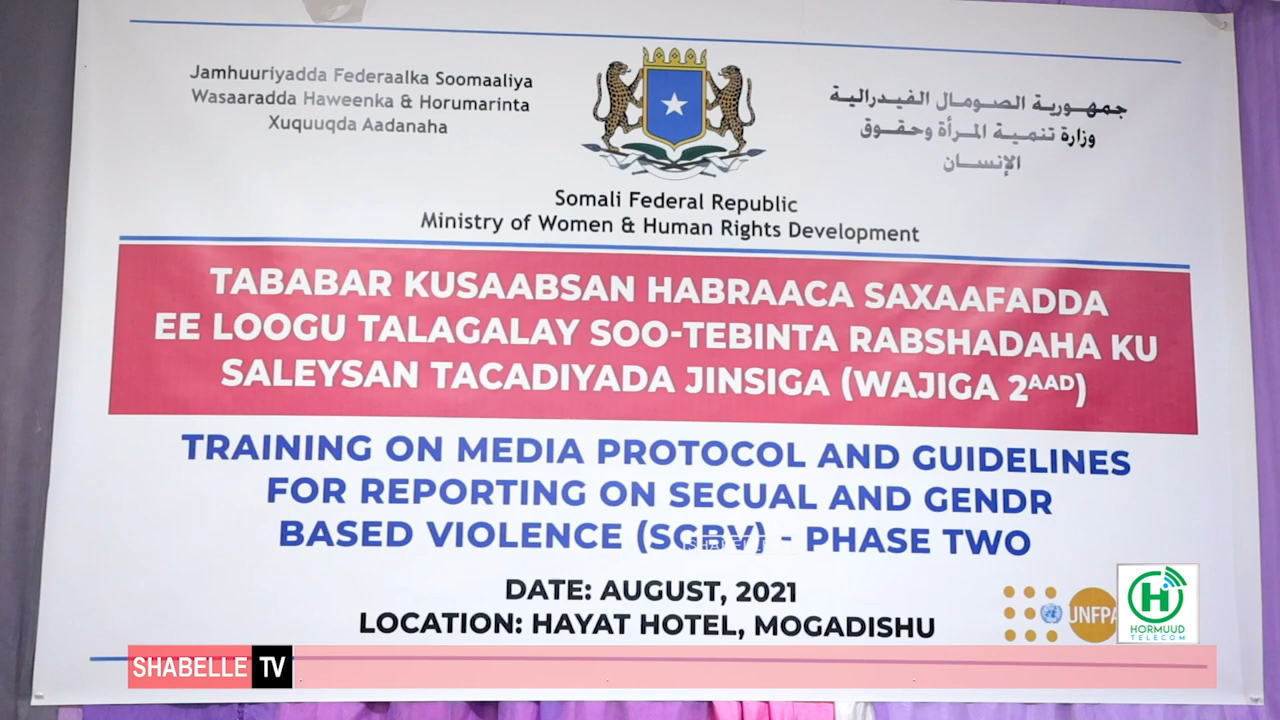 Jamhuuriyadda Federaalka Soomaaliya
Wasaaradda Haweenka & Horumarinta
Xuquuqda Aadanaha
جمهورية الصومال الفيدرالية
وزارة تنمية المرأة وحقوق
الإنسان
Somali Federal Republic
Ministry of Women & Human Rights Development
TABABAR KUSAABSAN HABRAACA SAXAAFADDA
EE LOOGU TALAGALAY SOO-TEBINTA RABSHADAHA KU
SALEYSAN TACADIYADA JINSIGA (WAJIGA 2AAD)
TRAINING ON MEDIA PROTOCOL AND GUIDELINES
FOR REPORTING ON SECUAL AND GENDR
BASED VIOLENCE (SGBV) - PHASE TWO
DATE: AUGUST, 2021
LOCATION: HAYAT HOTEL, MOGADISHU
UNFPA
HORMUUD
TELECOM
SHABELLE TV